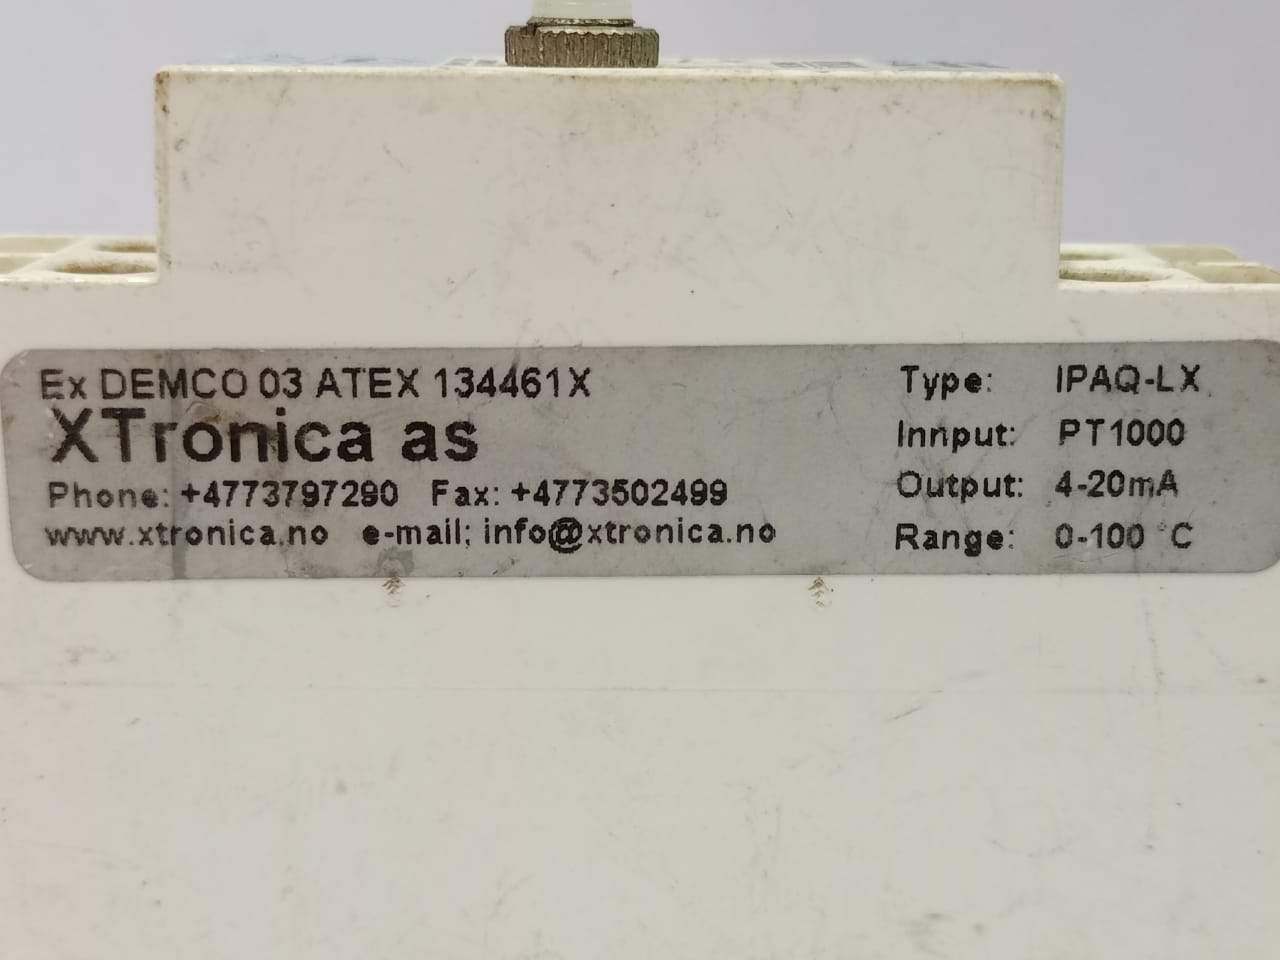 Ex DEMCO 03 ATEX 134461X
XTronica as
Phone: +4773797290 Fax: +4773502499
www.xtronica.no e-mail; info@xtronica.no
Type: IPAQ-LX
Innput: PT1000
Output: 4-20mA
Range: 0-100 °C